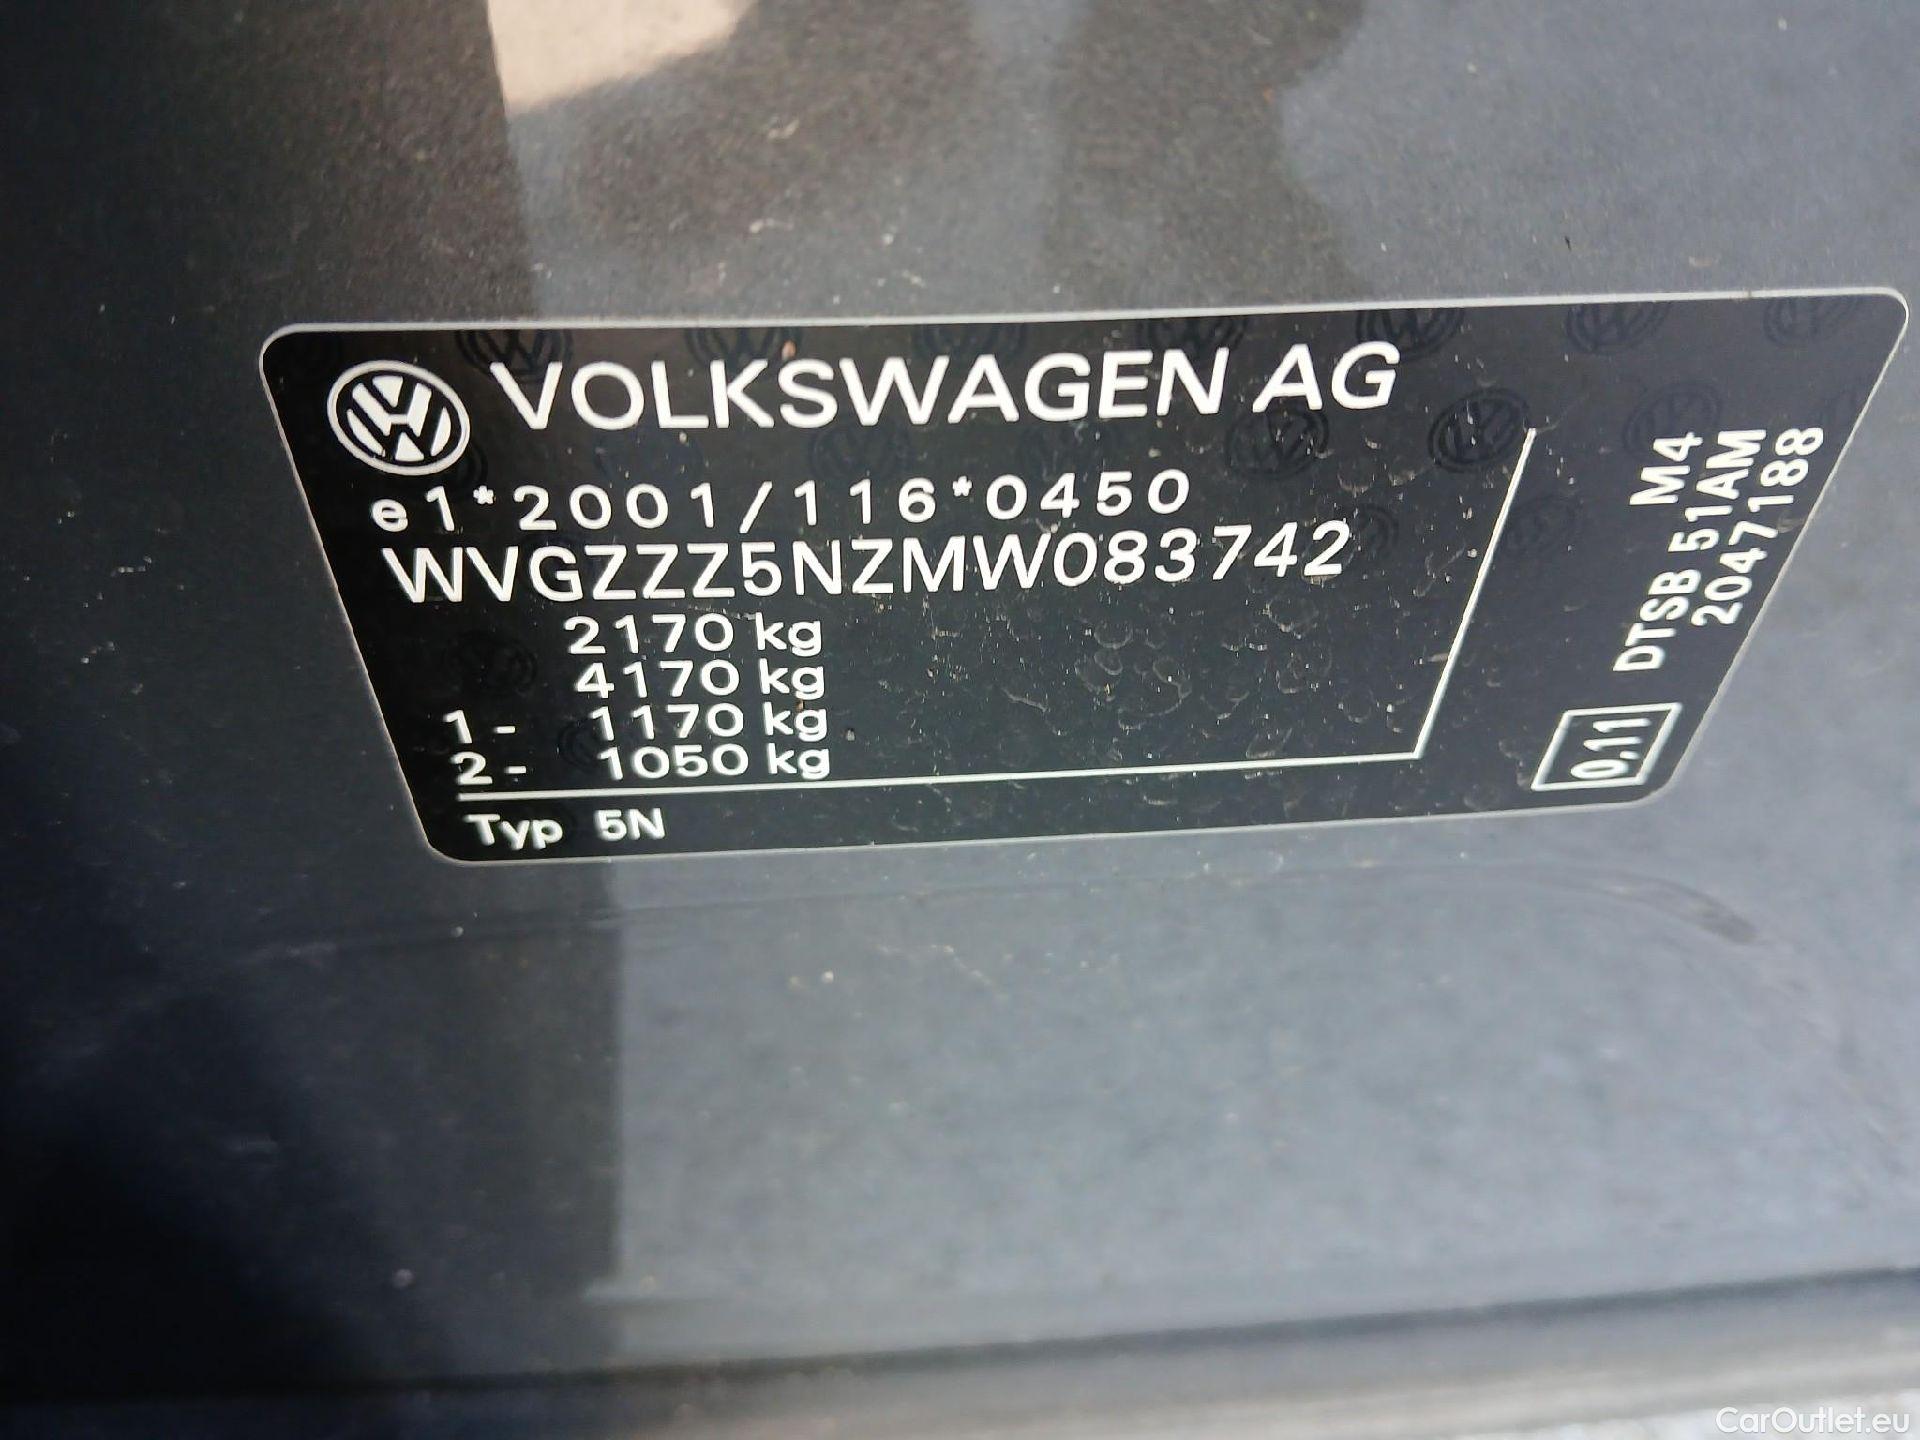 VOLKSWAGEN AG
e1*2001/116*0450
WVGZZZ5NZMW083742
2170 kg
4170 kg
1 - 1170 kg
2 - 1050 kg
Typ 5N
M4
DTSB 51AM
2047188
0,11
CarOutlet.eu